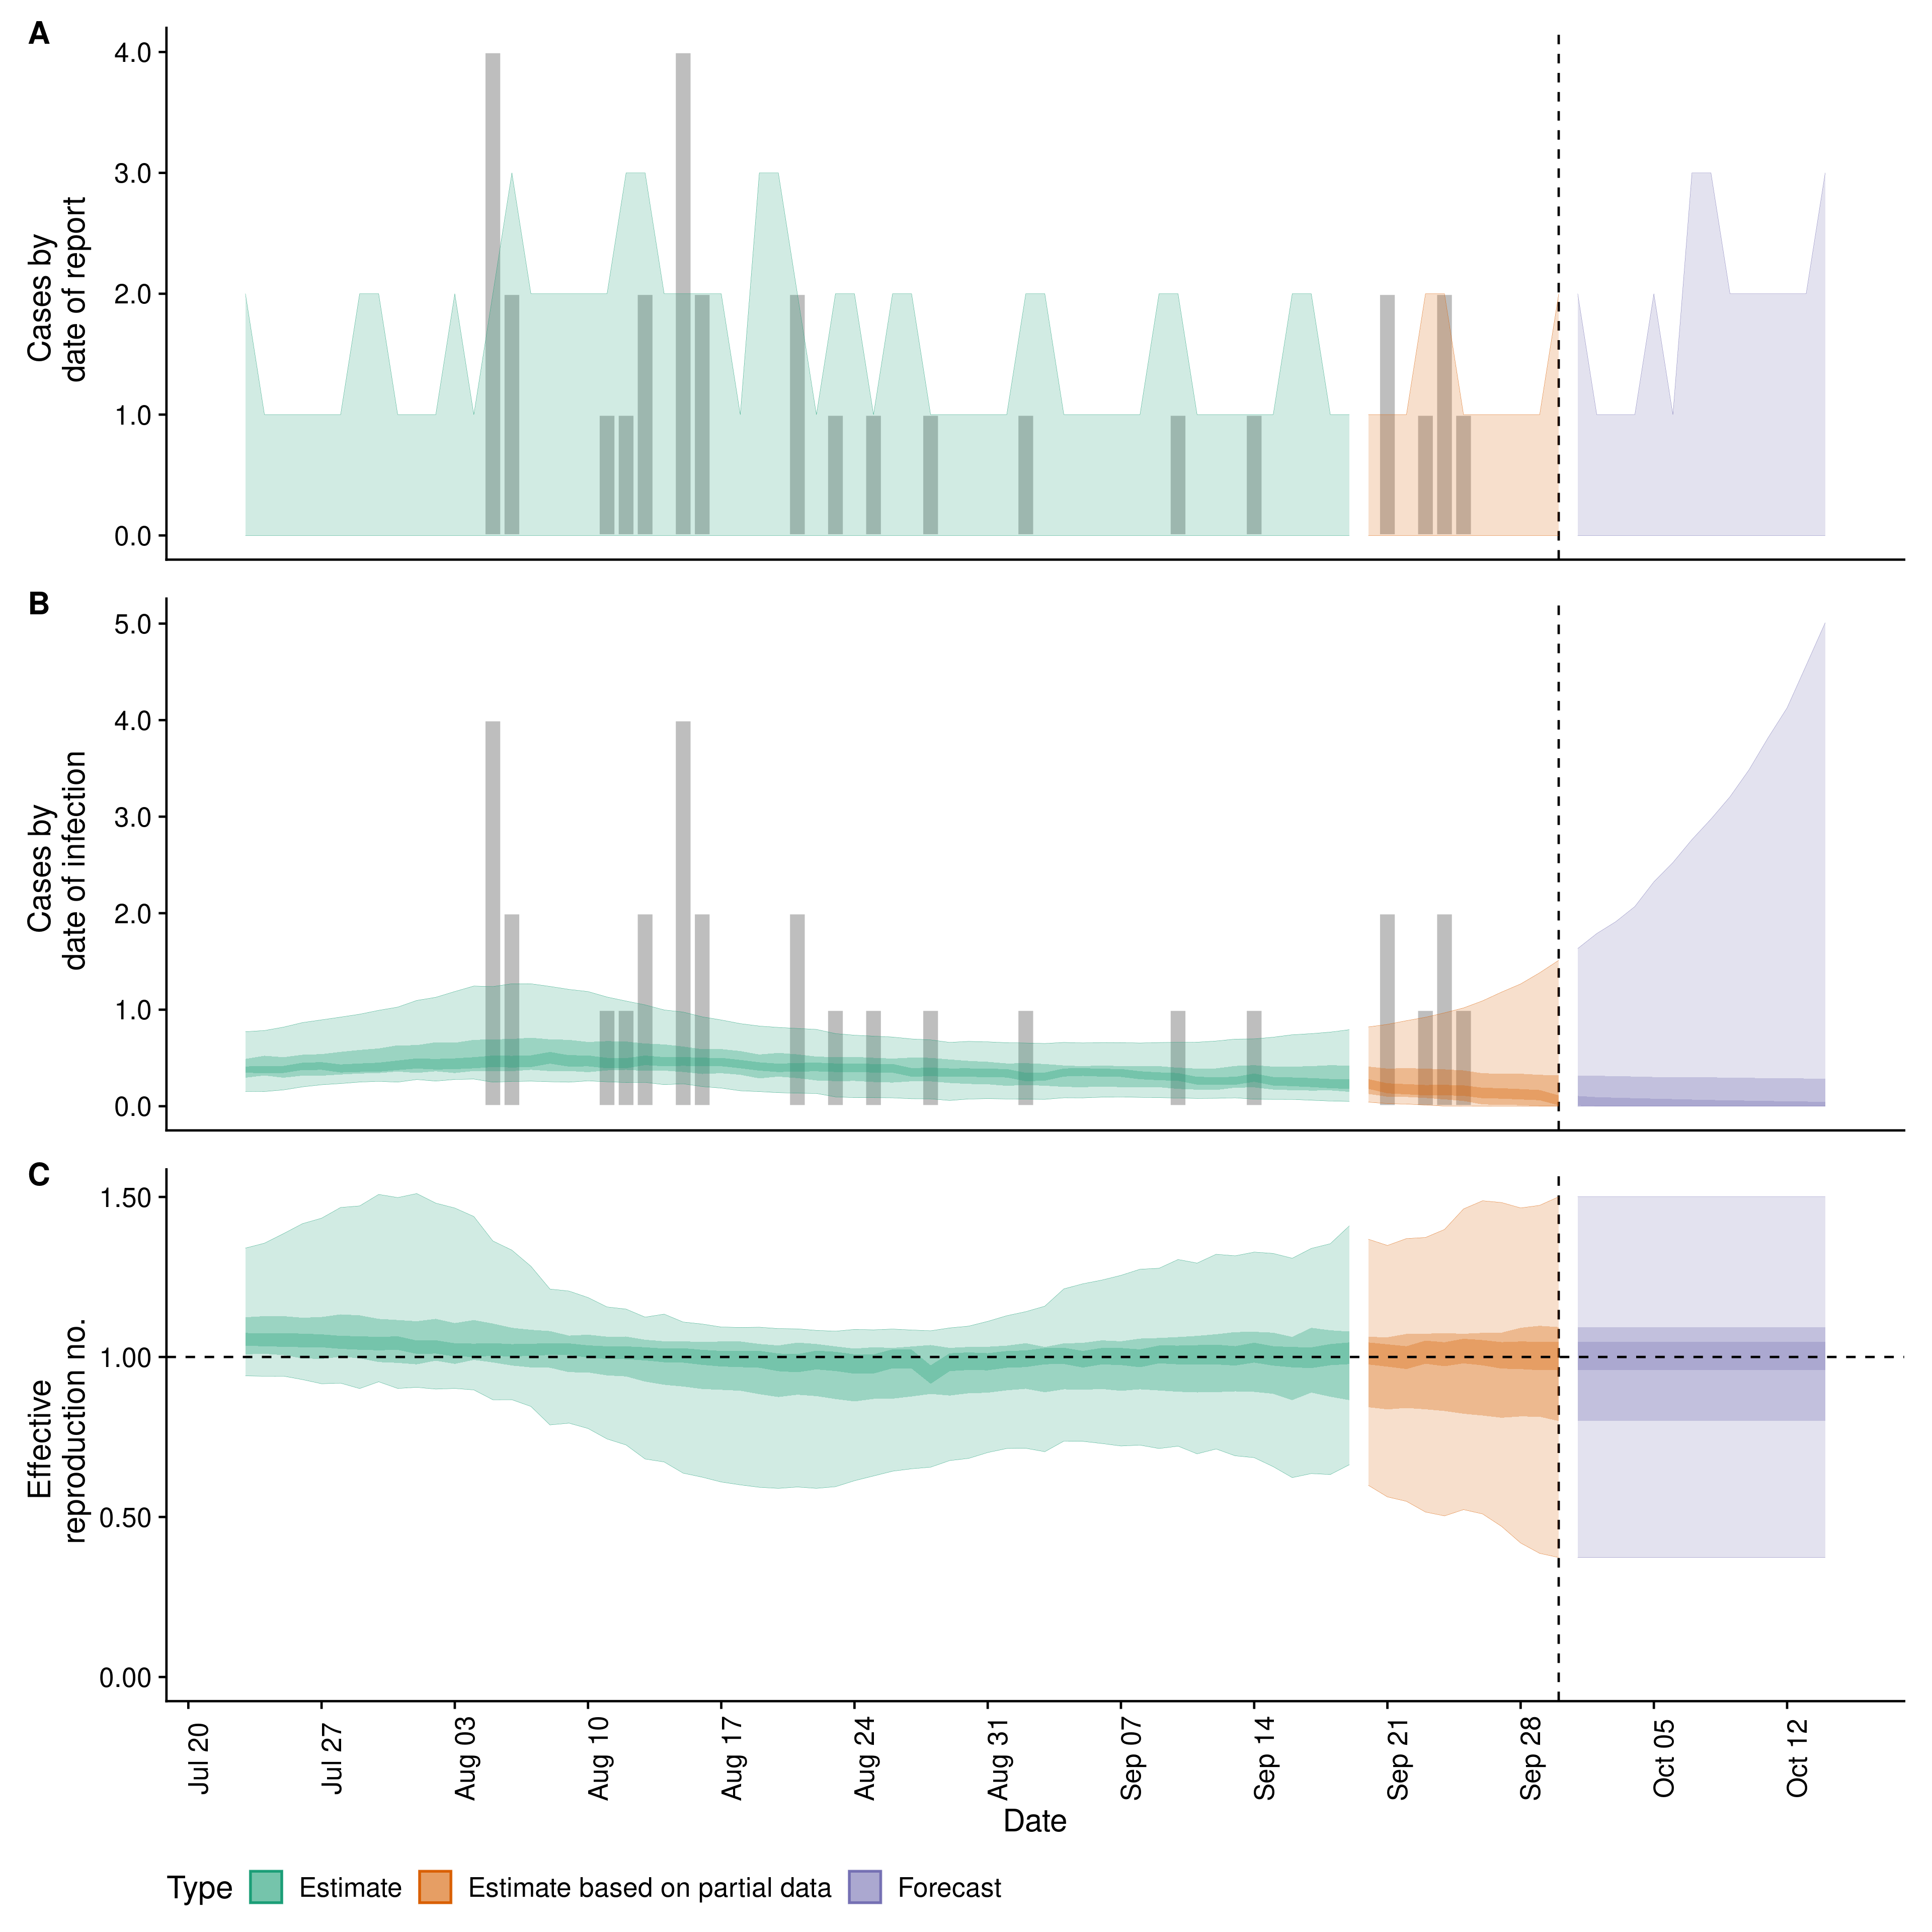 A
4.0
3.0
2.0
1.0
0.0
Cases by
date of report
B
5.0
4.0
3.0
2.0
1.0
0.0
Cases by
date of infection
C
1.50
1.00
0.50
0.00
Effective
reproduction no.
Jul 20
Jul 27
Aug 03
Aug 10
Aug 17
Aug 24
Aug 31
Sep 07
Sep 14
Sep 21
Sep 28
Oct 05
Oct 12
Date
Type Estimate Estimate based on partial data Forecast